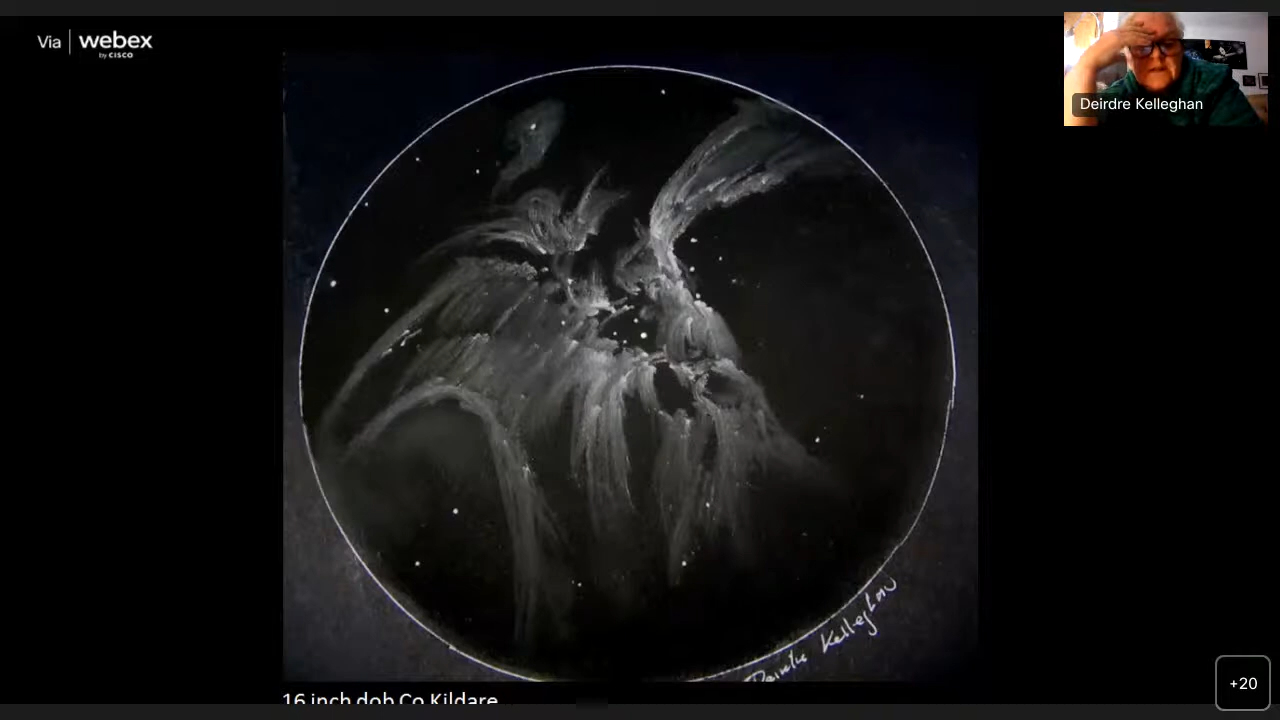 Via webex
by CISCO
Deirdre Kelleghan
Deirdre Kelleghan
16 inch dob Co Kildare
+20